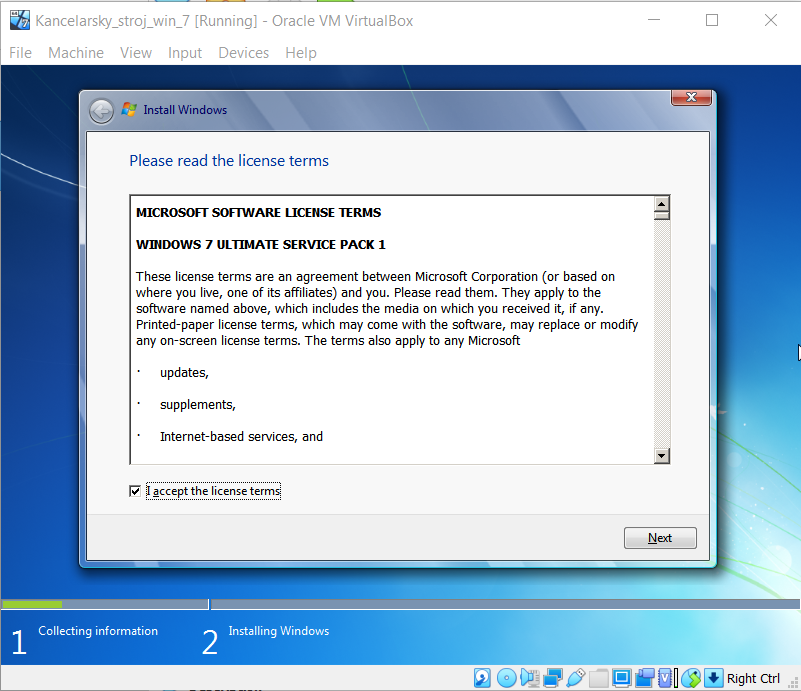 Kancelarsky_stroj_win_7 [Running] - Oracle VM VirtualBox
File Machine View Input Devices Help
Install Windows
Please read the license terms
MICROSOFT SOFTWARE LICENSE TERMS
WINDOWS 7 ULTIMATE SERVICE PACK 1
These license terms are an agreement between Microsoft Corporation (or based on
where you live, one of its affiliates) and you. Please read them. They apply to the
software named above, which includes the media on which you received it, if any.
Printed-paper license terms, which may come with the software, may replace or modify
any on-screen license terms. The terms also apply to any Microsoft
· updates,
· supplements,
· Internet-based services, and
I accept the license terms
Next
1 Collecting information
2 Installing Windows
Right Ctrl